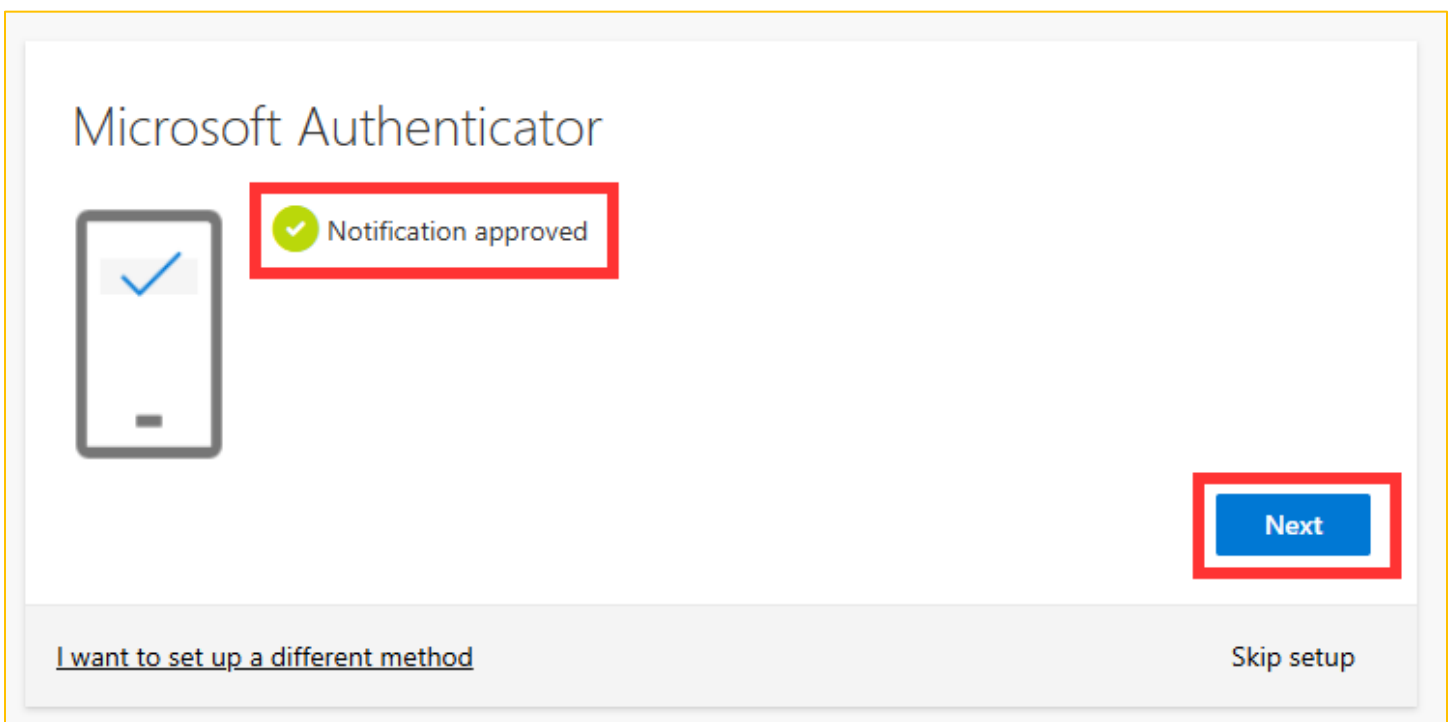 Microsoft Authenticator
Notification approved
Next
I want to set up a different method
Skip setup